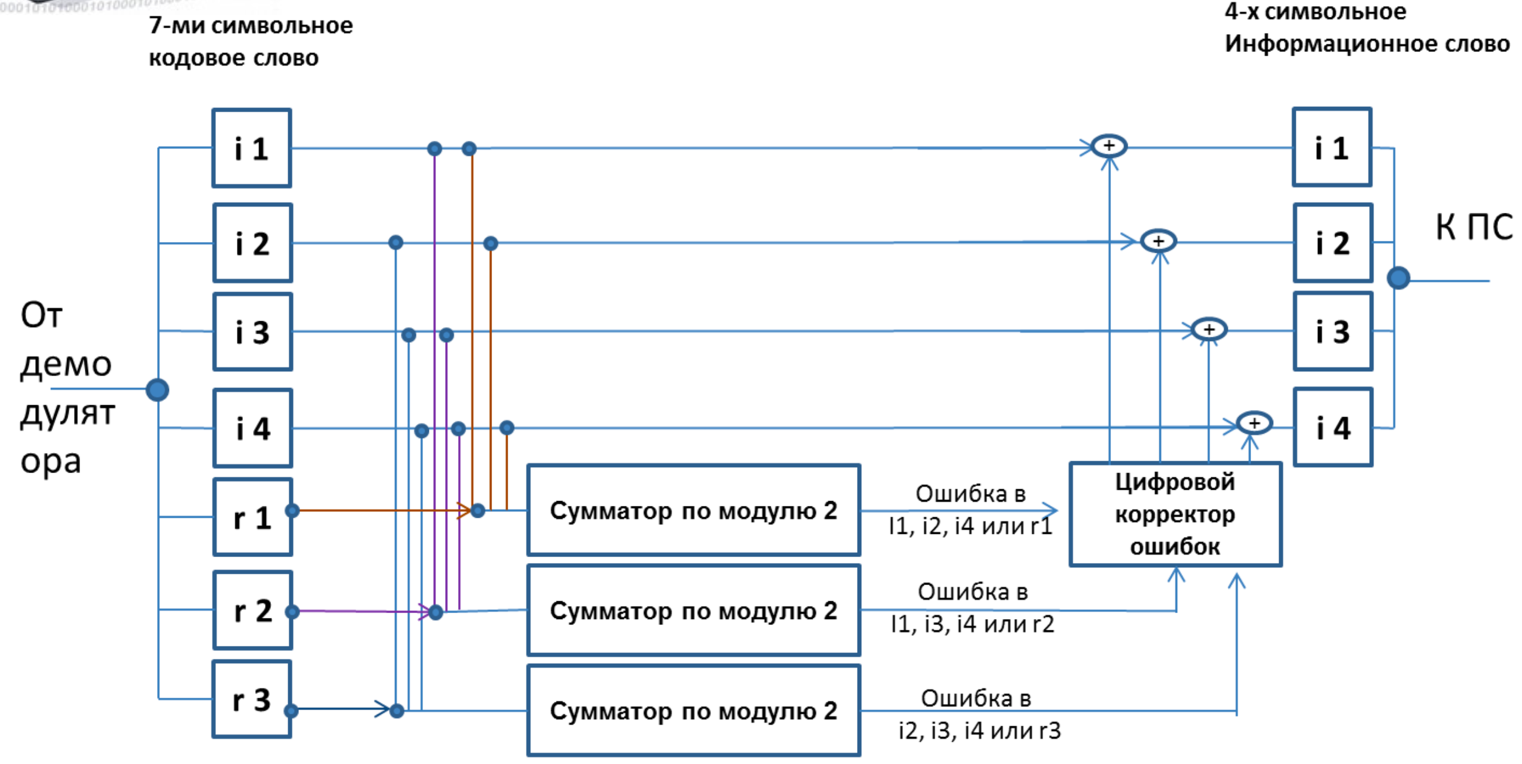 7-ми символьное
кодовое слово
4-х символьное
Информационное слово
i 1
i 2
i 3
i 4
r 1
r 2
r 3
От
демо
дулят
ора
Сумматор по модулю 2
Сумматор по модулю 2
Сумматор по модулю 2
Ошибка в
I1, i2, i4 или r1
Ошибка в
I1, i3, i4 или r2
Ошибка в
i2, i3, i4 или r3
Цифровой
корректор
ошибок
+
+
+
+
i 1
i 2
i 3
i 4
К ПС